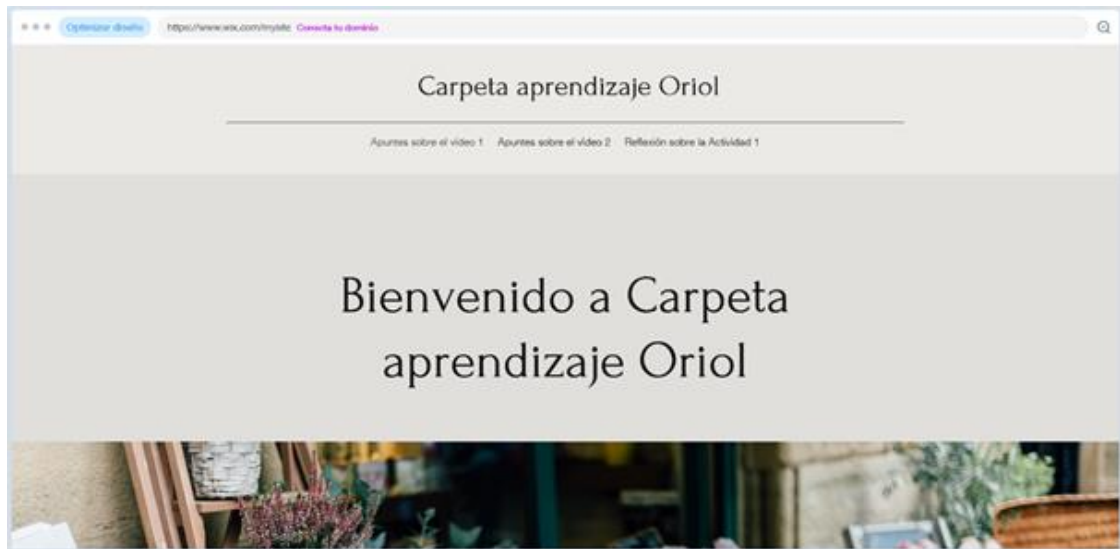 Optimizar diseño https://www.wix.com/mysite Conecta tu dominio
Carpeta aprendizaje Oriol
Apuntes sobre el vídeo 1 Apuntes sobre el vídeo 2 Reflexión sobre la Actividad 1
Bienvenido a Carpeta
aprendizaje Oriol